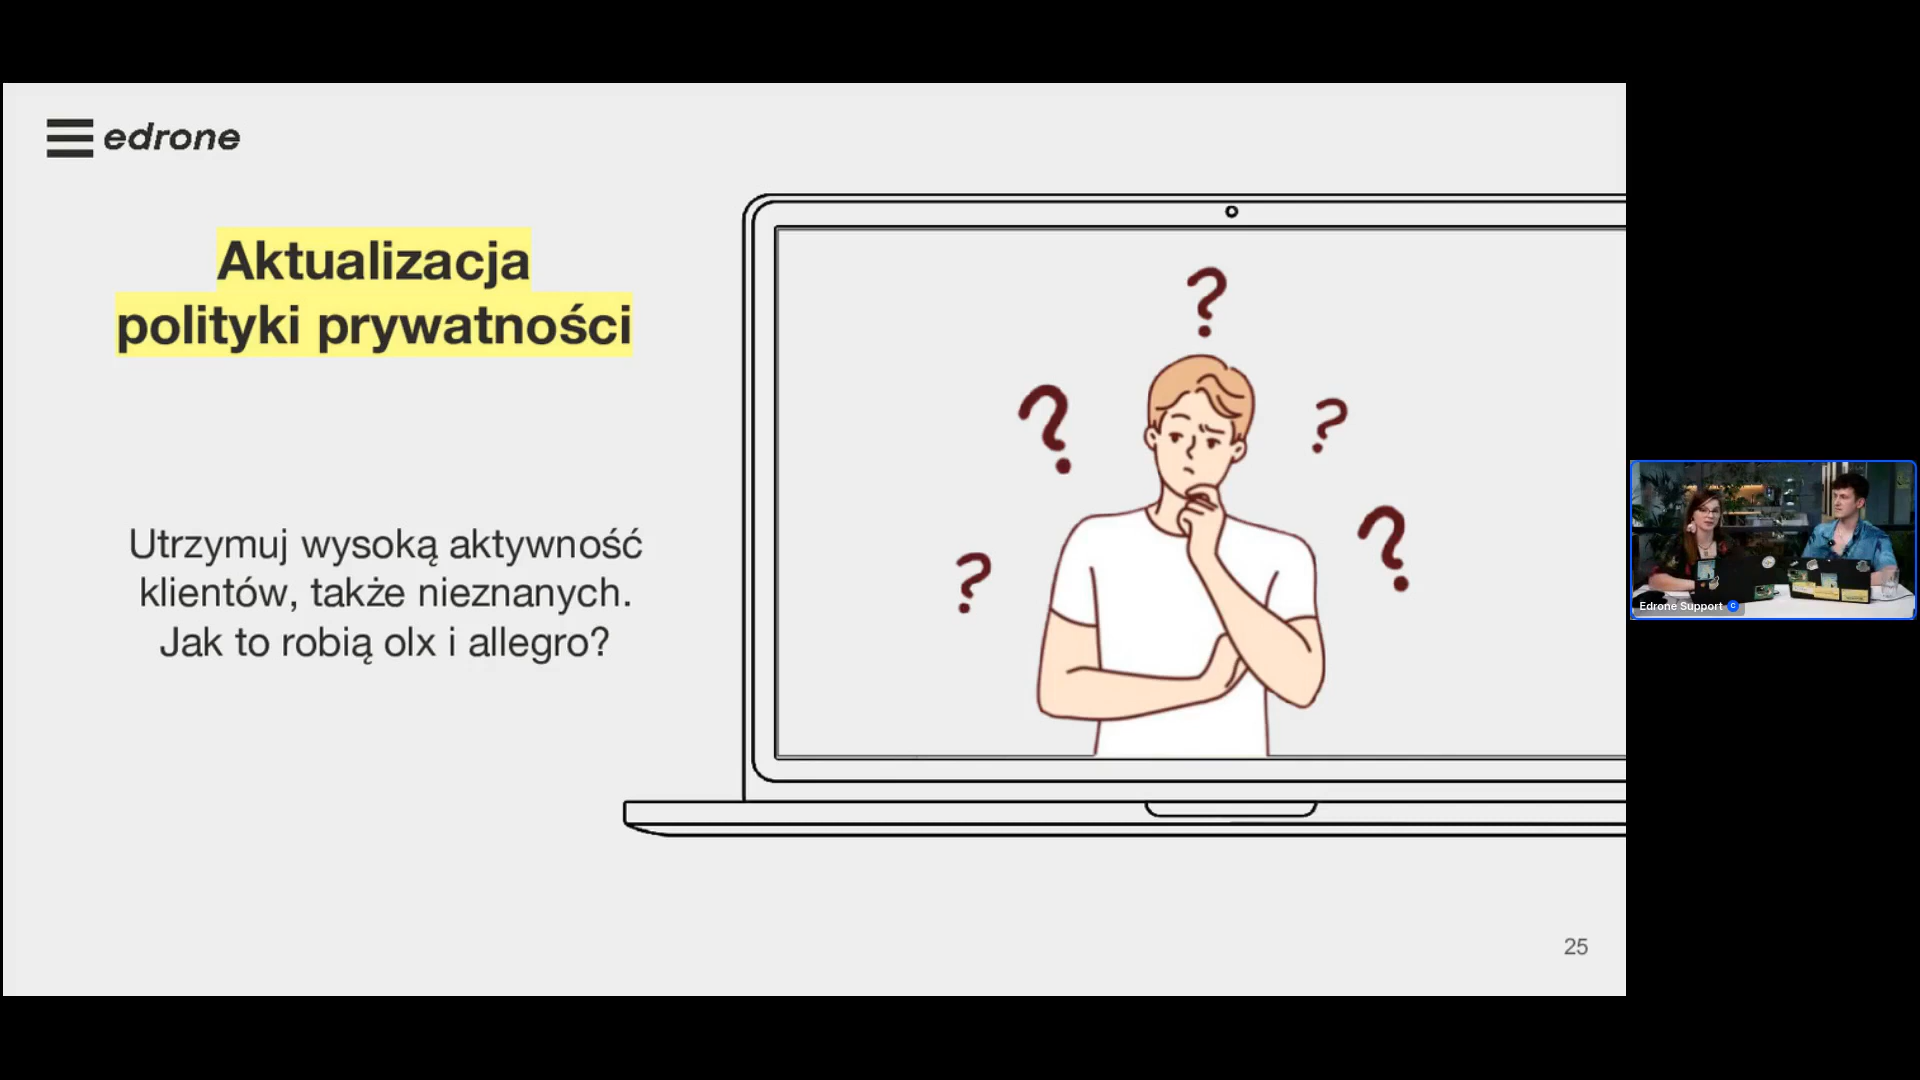 edrone
Aktualizacja
polityki prywatności
Utrzymuj wysoką aktywność
klientów, także nieznanych.
Jak to robią olx i allegro?
? ? ? ? ?
25
Edrone Support C